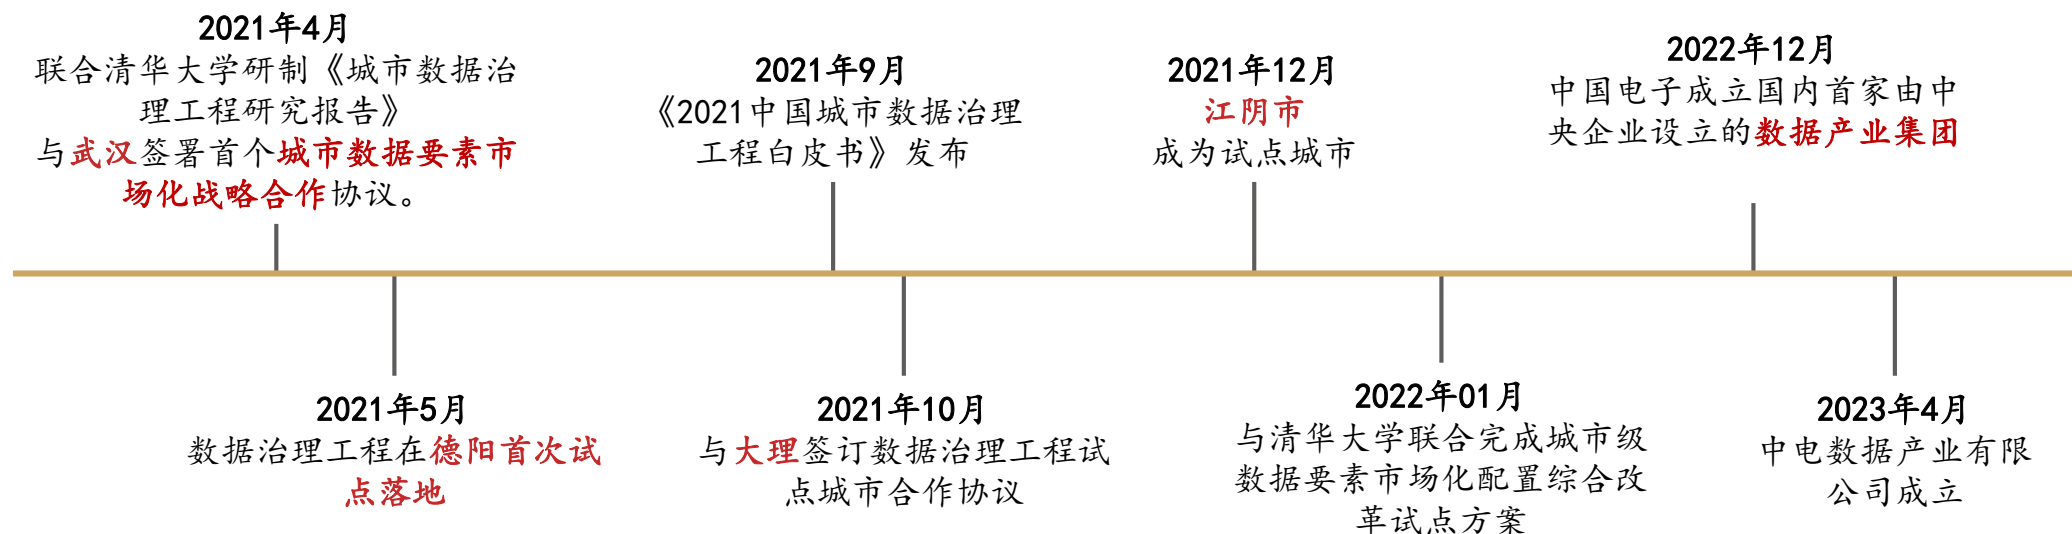 2021年4月
联合清华大学研制《城市数据治
理工程研究报告》
与武汉签署首个城市数据要素市
场化战略合作协议。
2021年5月
数据治理工程在德阳首次试
点落地
2021年9月
《2021中国城市数据治理
工程白皮书》发布
2021年10月
与大理签订数据治理工程试
点城市合作协议
2021年12月
江阴市
成为试点城市
2022年01月
与清华大学联合完成城市级
数据要素市场化配置综合改
革试点方案
2022年12月
中国电子成立国内首家由中
央企业设立的数据产业集团
2023年4月
中电数据产业有限
公司成立